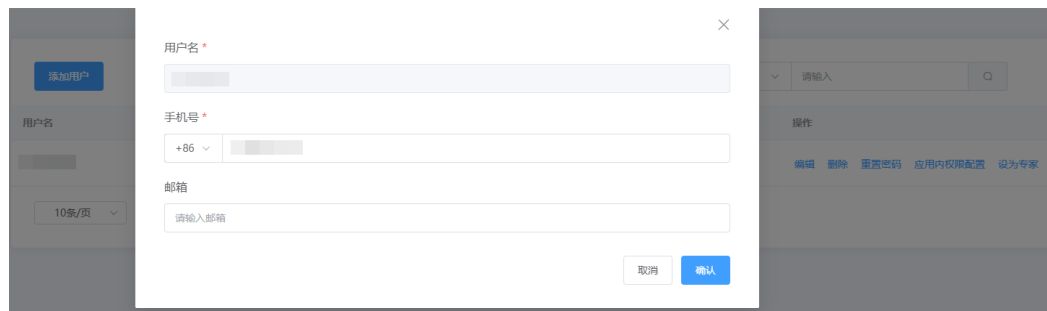 用户名 *
添加用户
请输入
手机号 *
用户名
操作
+86
编辑 删除 重置密码 应用内权限配置 设为专家
邮箱
10条/页
请输入邮箱
取消 确认